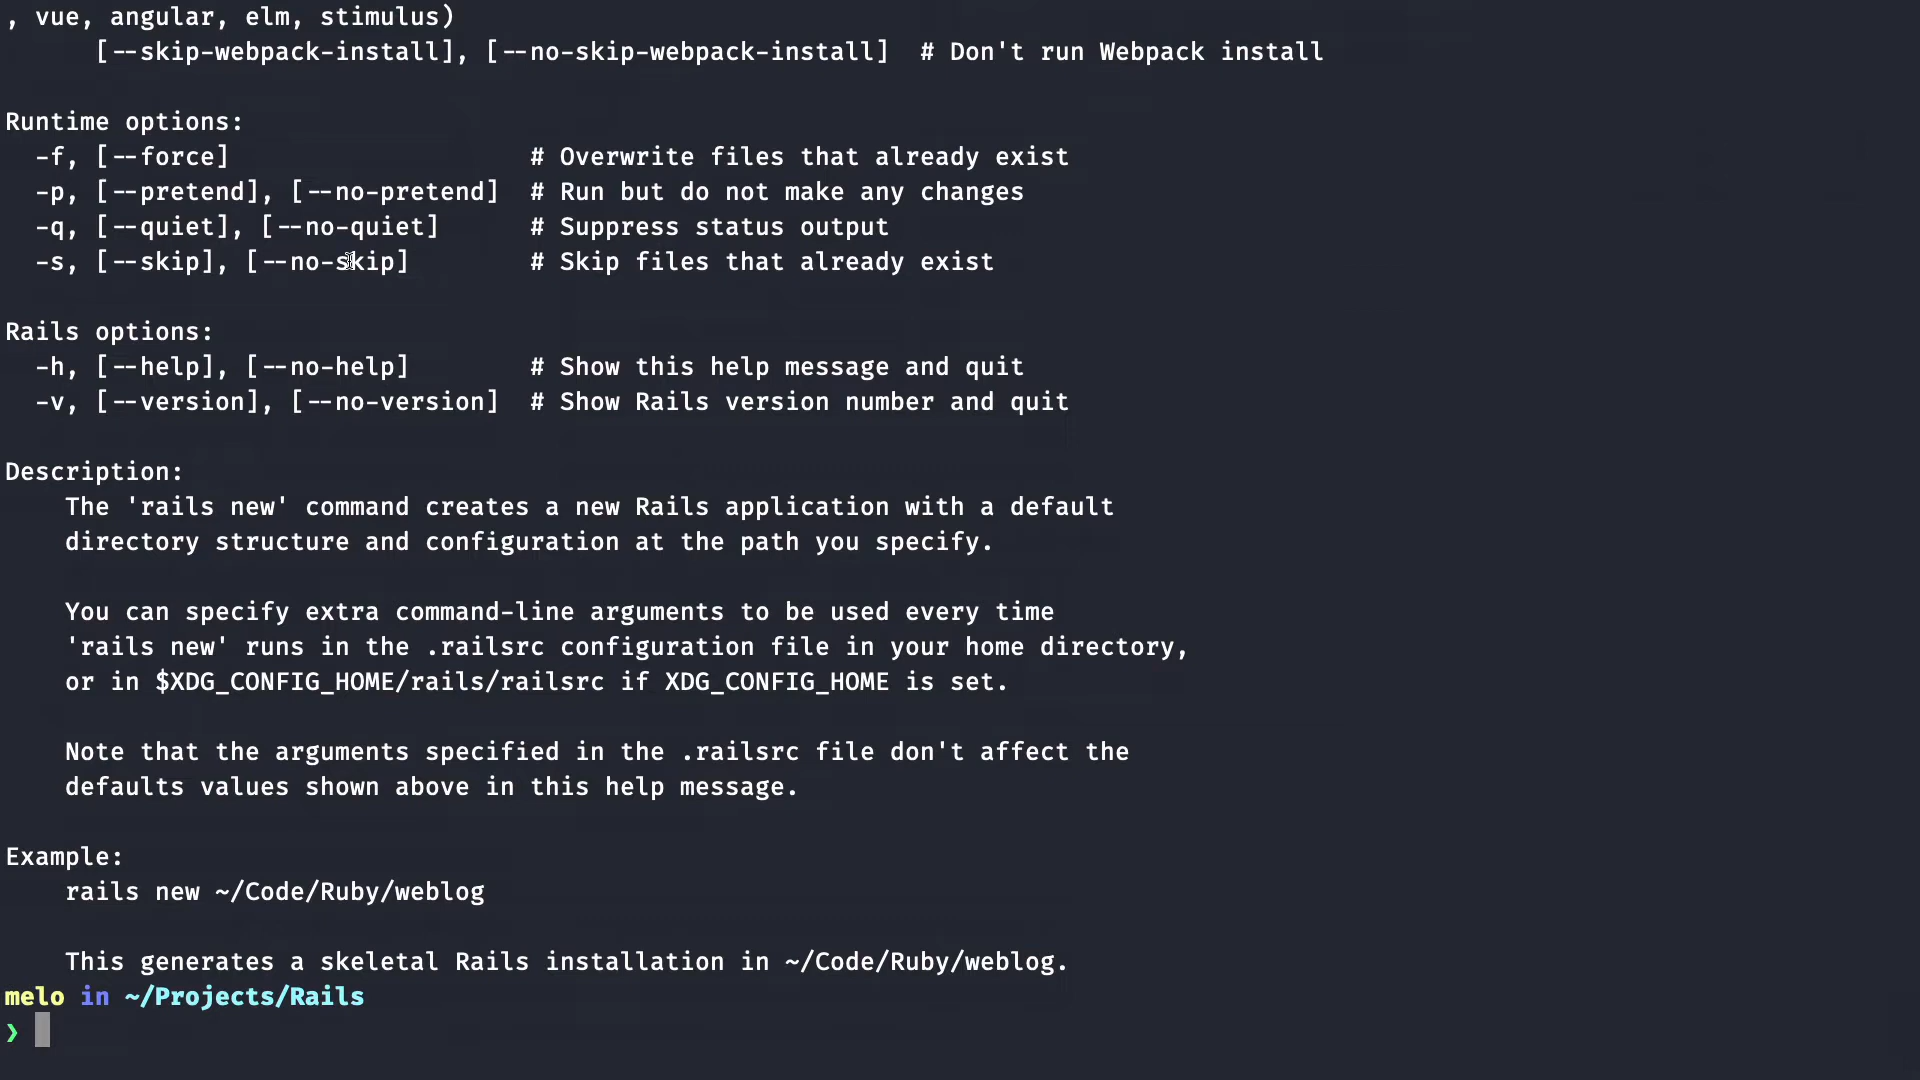 , vue, angular, elm, stimulus)
[--skip-webpack-install], [--no-skip-webpack-install]  # Don't run Webpack install
Runtime options:
-f, [--force]                    # Overwrite files that already exist
-p, [--pretend], [--no-pretend]  # Run but do not make any changes
-q, [--quiet], [--no-quiet]      # Suppress status output
-s, [--skip], [--no-skip]        # Skip files that already exist
Rails options:
-h, [--help], [--no-help]        # Show this help message and quit
-v, [--version], [--no-version]  # Show Rails version number and quit
Description:
The 'rails new' command creates a new Rails application with a default
directory structure and configuration at the path you specify.
You can specify extra command-line arguments to be used every time
'rails new' runs in the .railsrc configuration file in your home directory,
or in $XDG_CONFIG_HOME/rails/railsrc if XDG_CONFIG_HOME is set.
Note that the arguments specified in the .railsrc file don't affect the
defaults values shown above in this help message.
Example:
rails new ~/Code/Ruby/weblog
This generates a skeletal Rails installation in ~/Code/Ruby/weblog.
melo in ~/Projects/Rails
❯